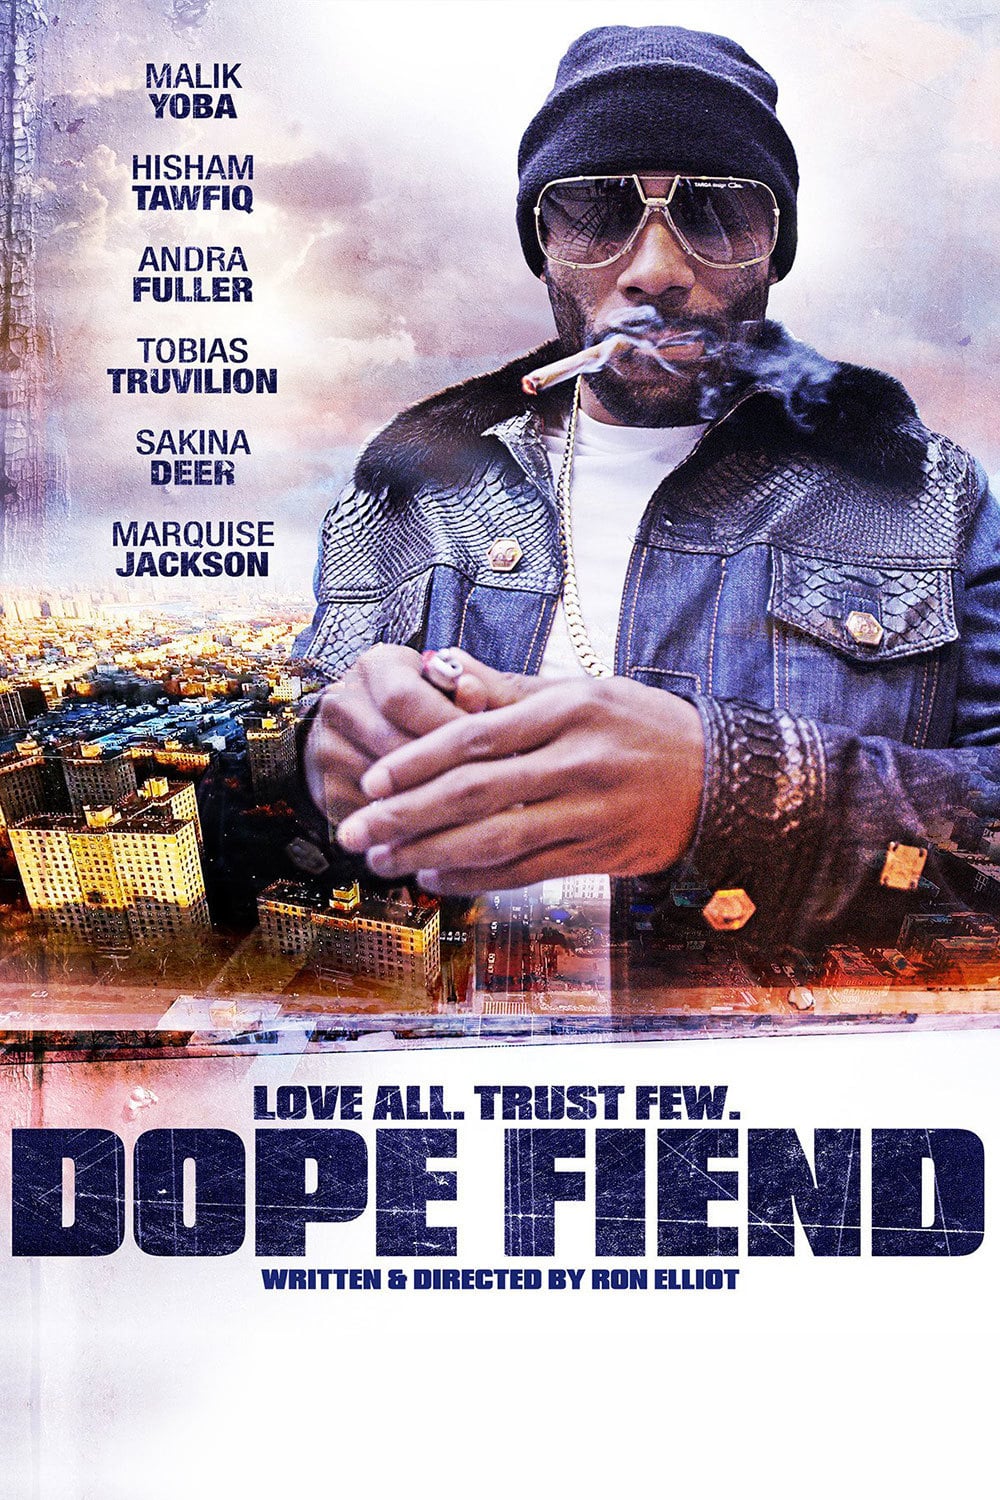 MALIK
YOBA
HISHAM
TAWFIQ
ANDRA
FULLER
TOBIAS
TRUVILION
SAKINA
DEER
MARQUISE
JACKSON
LOVE ALL. TRUST FEW.
DOPE FIEND
WRITTEN & DIRECTED BY RON ELLIOT